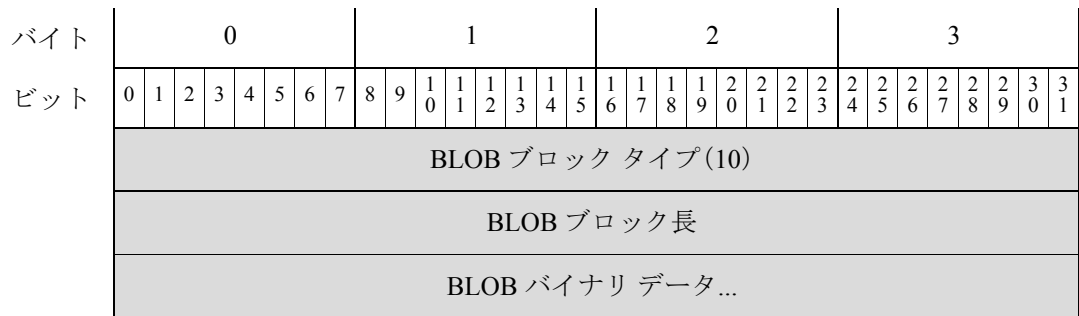 バイト 0 1 2 3
ビット 0 1 2 3 4 5 6 7 8 9 10 11 12 13 14 15 16 17 18 19 20 21 22 23 24 25 26 27 28 29 30 31
BLOB ブロック タイプ(10)
BLOB ブロック長
BLOB バイナリ データ...